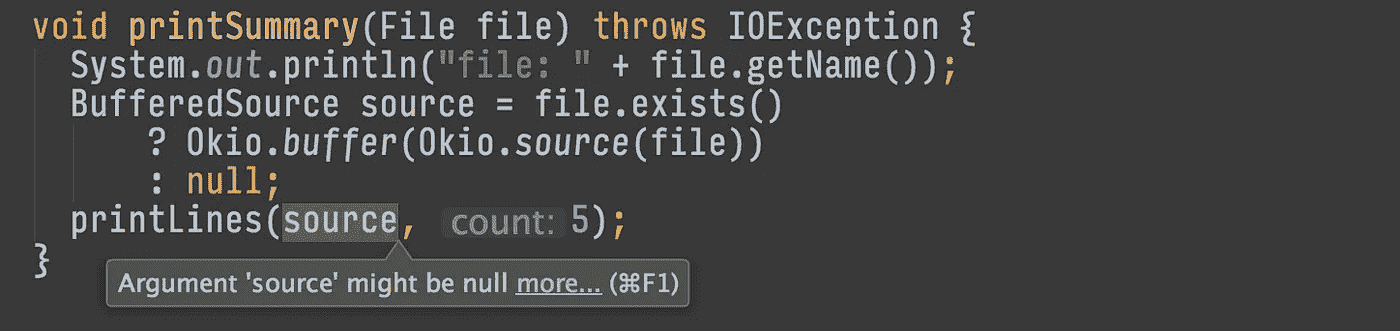 void printSummary(File file) throws IOException {
System.out.println("file: " + file.getName());
BufferedSource source = file.exists()
? Okio.buffer(Okio.source(file))
: null;
printLines(source, count: 5);
}
Argument 'source' might be null more... (⌘F1)